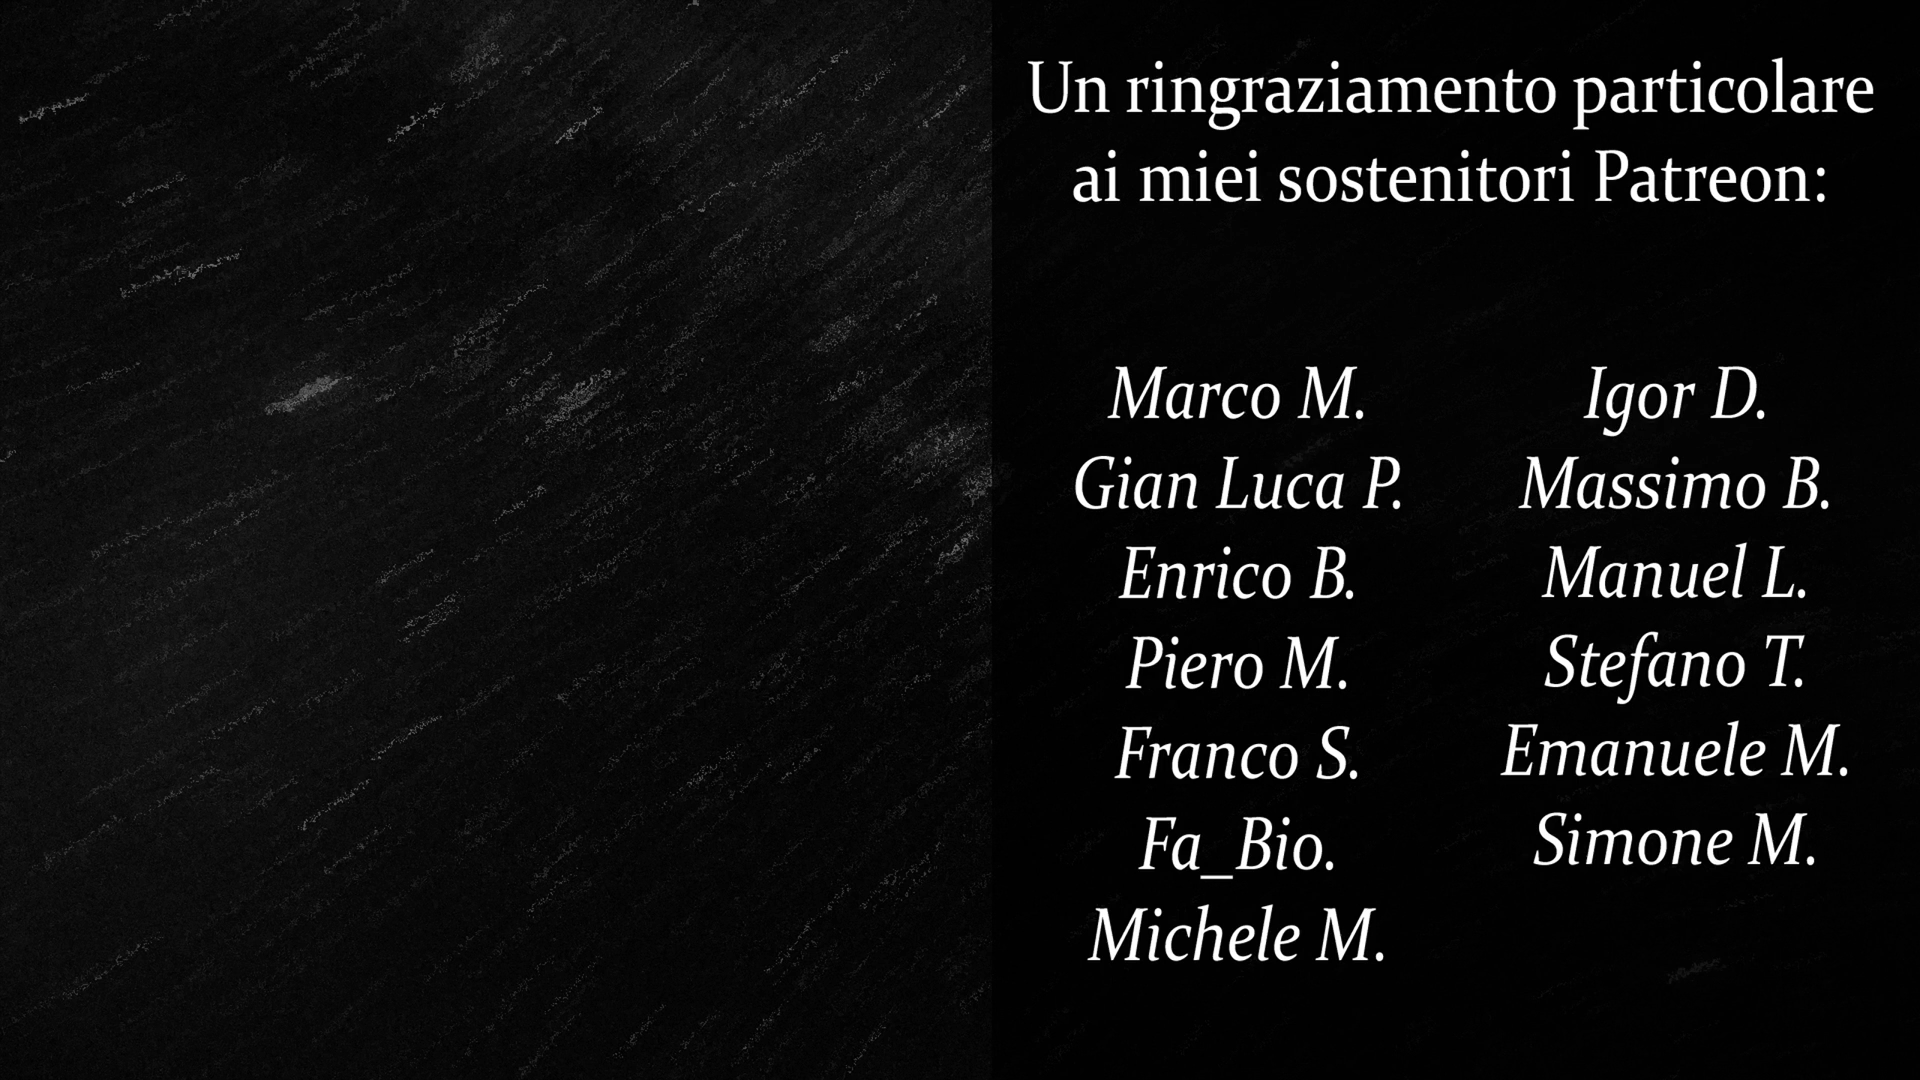 Un ringraziamento particolare
ai miei sostenitori Patreon:
Marco M.
Gian Luca P.
Enrico B.
Piero M.
Franco S.
Fa_Bio.
Michele M.
Igor D.
Massimo B.
Manuel L.
Stefano T.
Emanuele M.
Simone M.